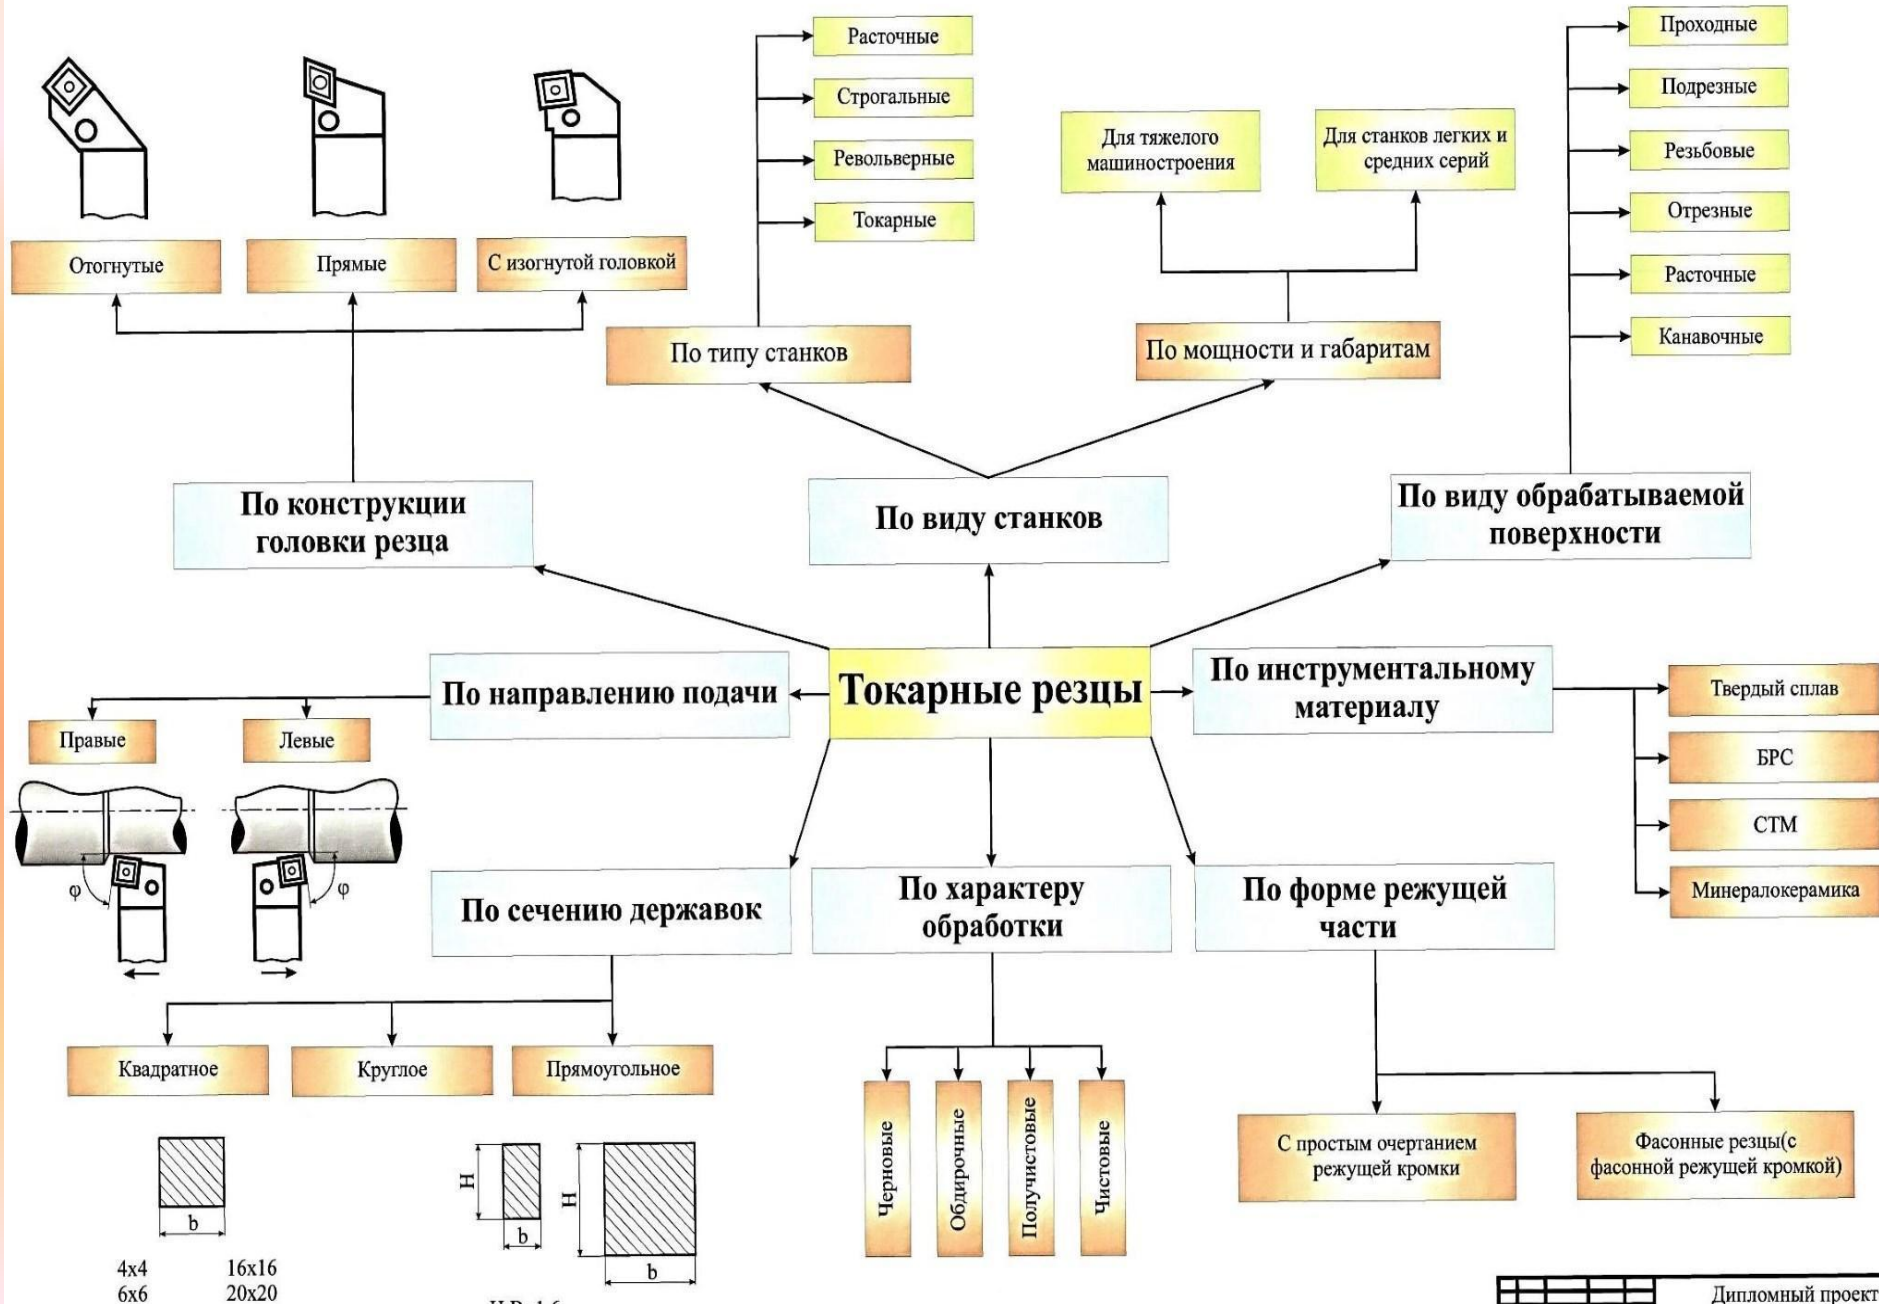 Расточные
Строгальные
Револьверные
Токарные
Для тяжелого
машиностроения
Для станков легких и
средних серий
Проходные
Подрезные
Резьбовые
Отрезные
Расточные
Канавочные
Отогнутые
Прямые
С изогнутой головкой
По типу станков
По мощности и габаритам
По конструкции
головки резца
По виду станков
По виду обрабатываемой
поверхности
По направлению подачи
Токарные резцы
По инструментальному
материалу
Твердый сплав
БРС
СТМ
Минералокерамика
Правые
Левые
φ
φ
По сечению державок
По характеру
обработки
По форме режущей
части
Квадратное
Круглое
Прямоугольное
Черновые
Обдирочные
Получистовые
Чистовые
С простым очертанием
режущей кромки
Фасонные резцы(с
фасонной режущей кромкой)
b
H
b
H
b
4x4 16x16
6x6 20x20
Дипломный проект